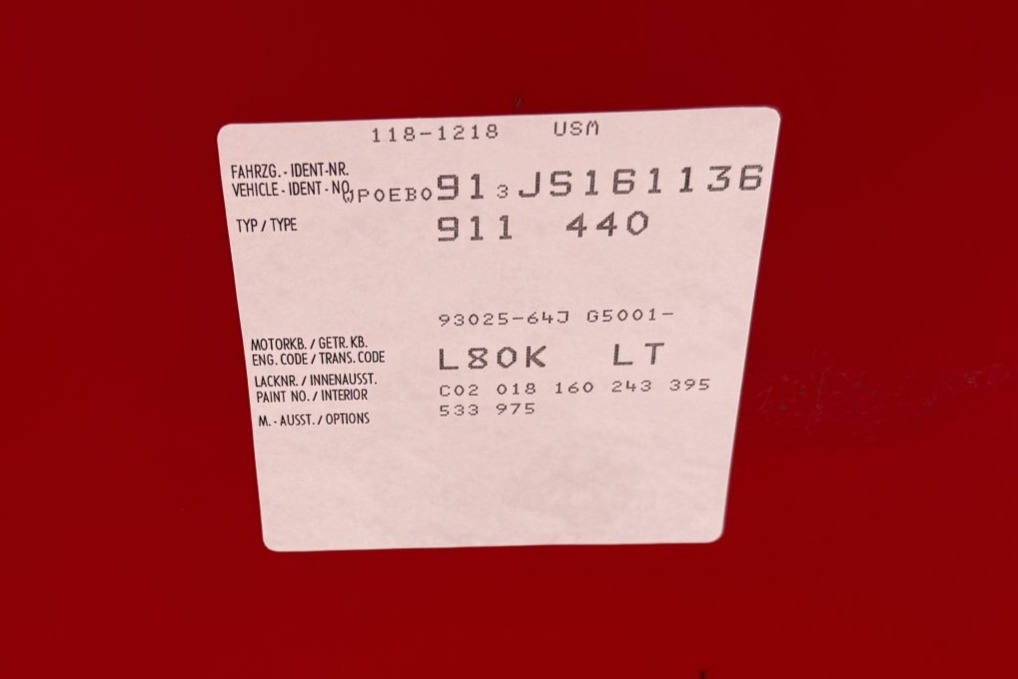 118-1218 USM
FAHRZG. - IDENT-NR.
VEHICLE - IDENT - NO. WPOEBO913JS161136
TYP / TYPE 911 440
93025-64J G5001-
MOTORKB. / GETR. KB.
ENG. CODE / TRANS. CODE L80K LT
LACKNR. / INNENAUSST.
PAINT NO. / INTERIOR C02 018 160 243 395
M. - AUSST. / OPTIONS 533 975